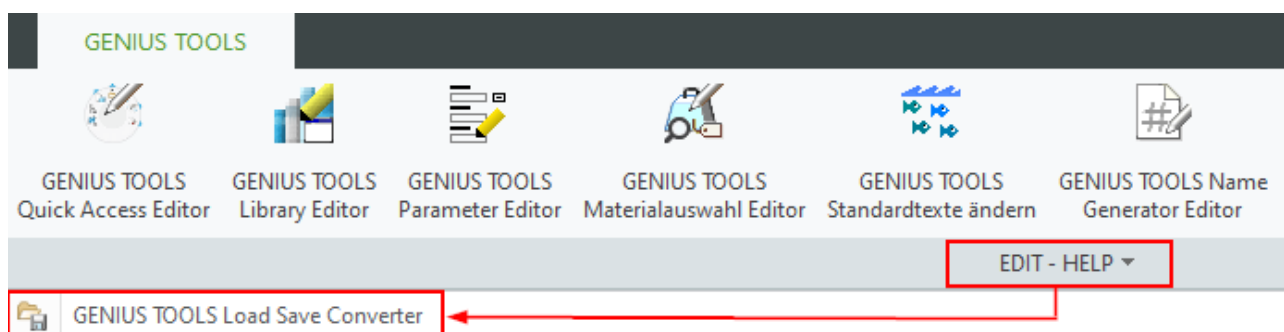 GENIUS TOOLS
GENIUS TOOLS
Quick Access Editor
GENIUS TOOLS
Library Editor
GENIUS TOOLS
Parameter Editor
GENIUS TOOLS
Materialauswahl Editor
GENIUS TOOLS
Standardtexte ändern
GENIUS TOOLS Name
Generator Editor
EDIT - HELP
GENIUS TOOLS Load Save Converter